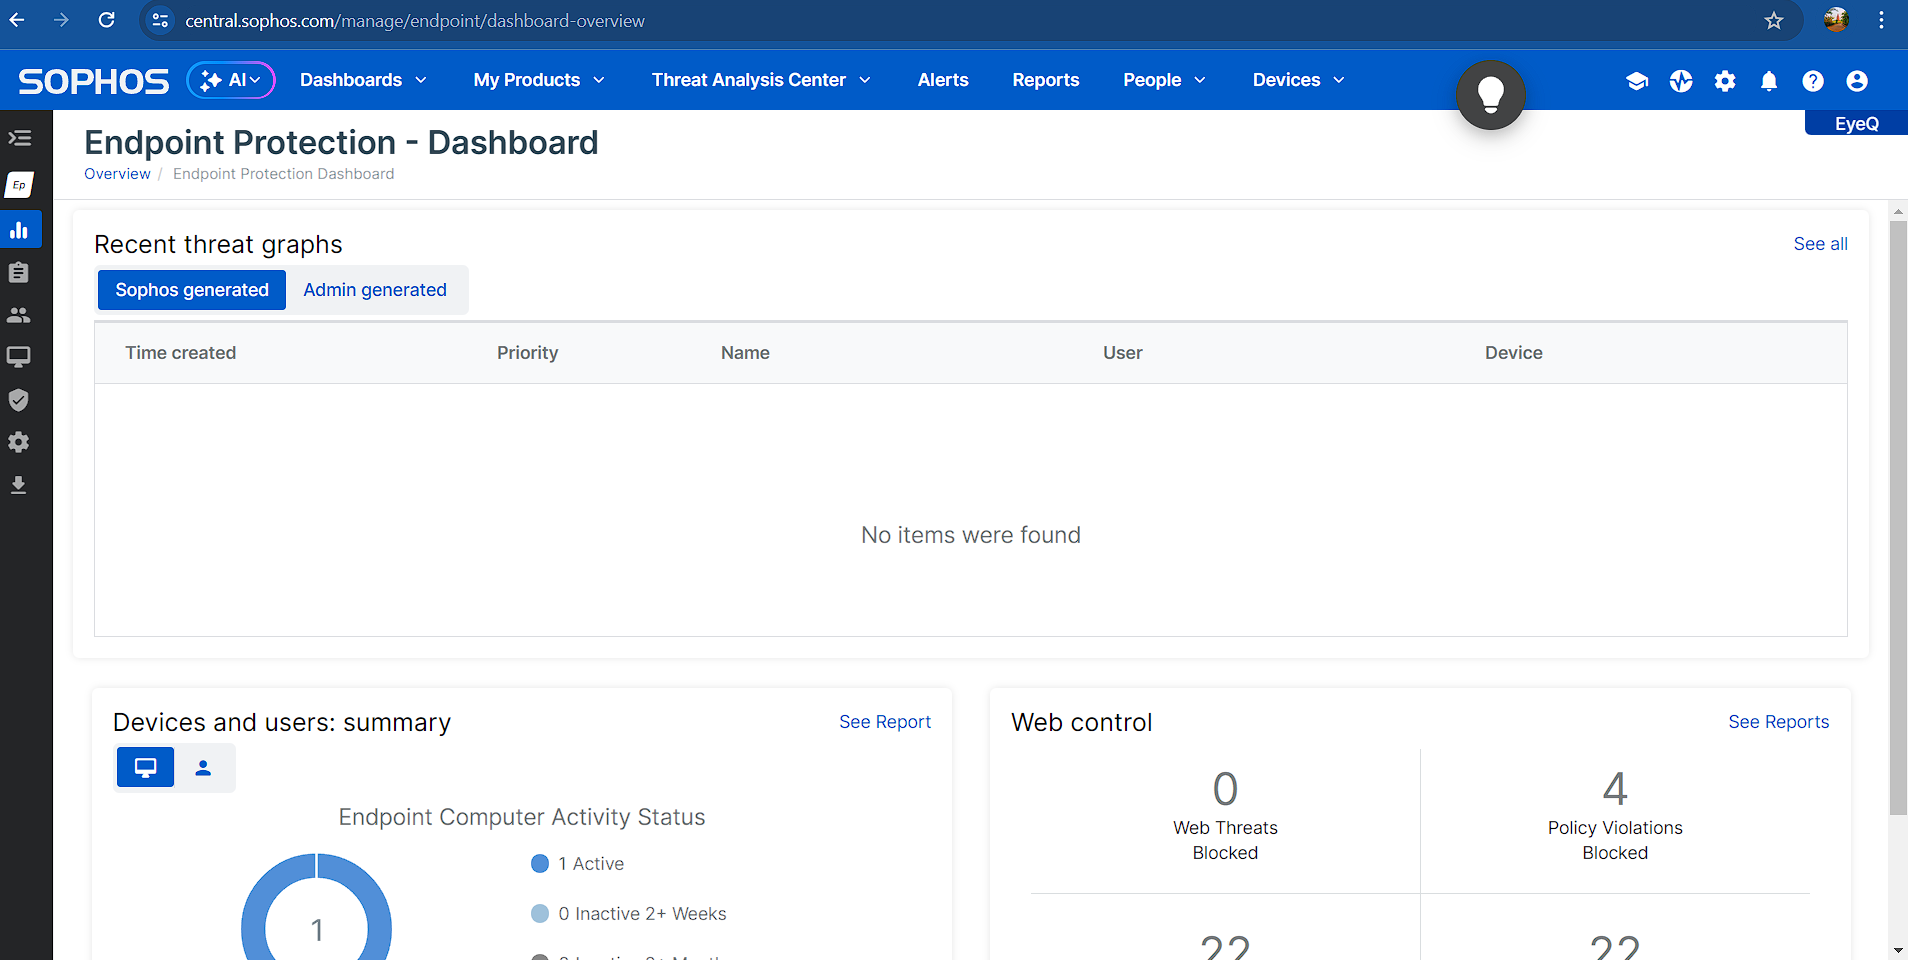 central.sophos.com/manage/endpoint/dashboard-overview
SOPHOS AI Dashboards My Products Threat Analysis Center Alerts Reports People Devices
EyeQ
Endpoint Protection - Dashboard
Overview / Endpoint Protection Dashboard
Ep
Recent threat graphs See all
Sophos generated Admin generated
Time created Priority Name User Device
No items were found
Devices and users: summary See Report
Endpoint Computer Activity Status
1 Active
0 Inactive 2+ Weeks
1
Web control See Reports
0 4
Web Threats Policy Violations
Blocked Blocked
22 22